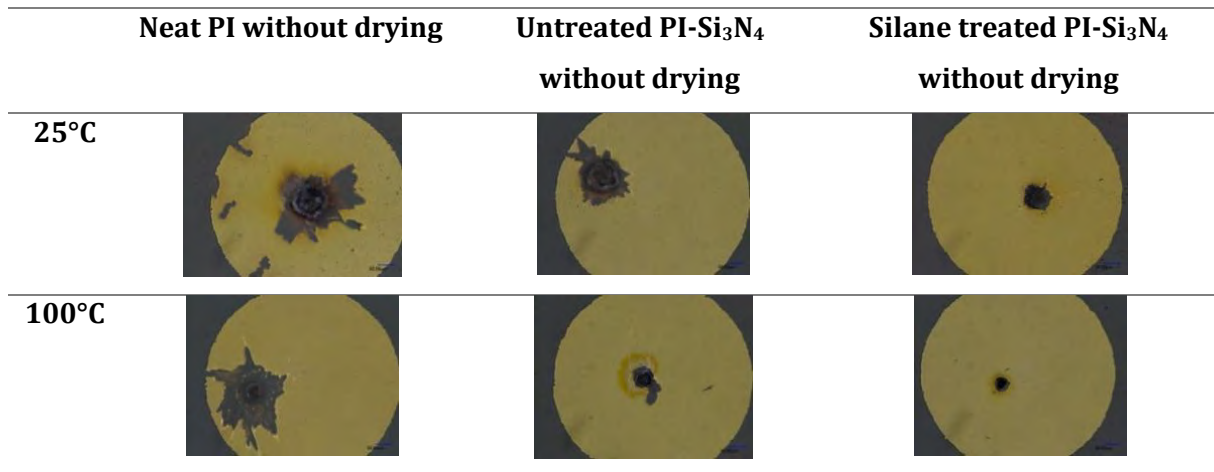 Neat PI without drying
Untreated PI-Si₃N₄
without drying
Silane treated PI-Si₃N₄
without drying
25°C
100°C